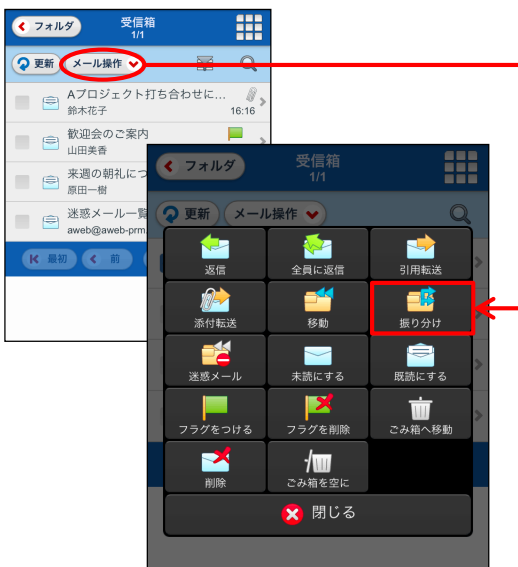 フォルダ
受信箱
1/1
更新
メール操作
Aプロジェクト打ち合わせに...
鈴木花子
16:16
歓迎会のご案内
山田美香
来週の朝礼につ
原田一樹
迷惑メール一覧
aweb@aweb-prm.
最初
前
フォルダ
受信箱
1/1
更新
メール操作
返信
全員に返信
引用転送
添付転送
移動
振り分け
迷惑メール
未読にする
既読にする
フラグをつける
フラグを削除
ごみ箱へ移動
削除
ごみ箱を空に
閉じる